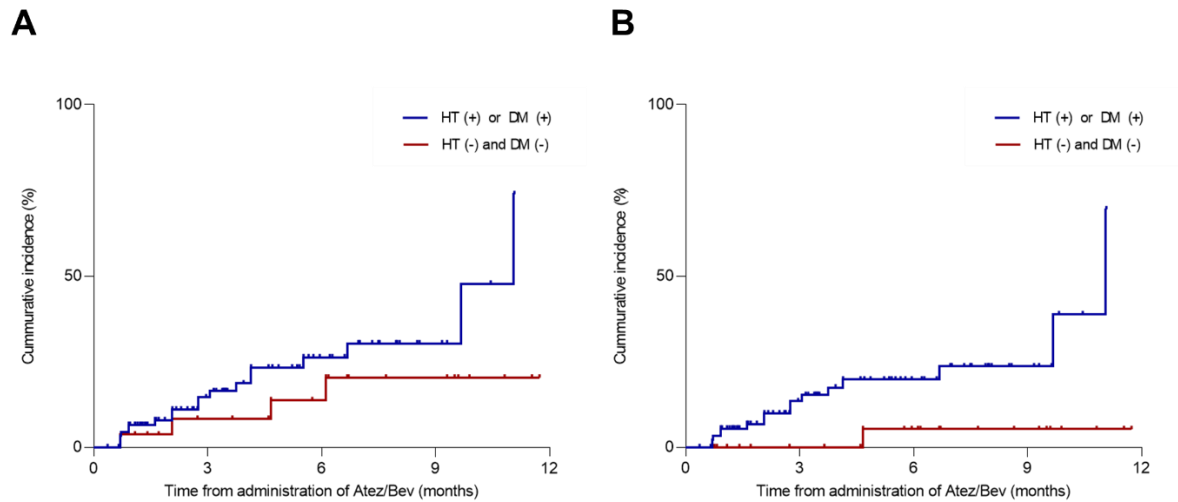 A
100
50
0
0
3
6
9
12
HT (+) or DM (+)
HT (-) and DM (-)
Cummurative incidence (%)
Time from administration of Atez/Bev (months)
B
100
50
0
0
3
6
9
12
HT (+) or DM (+)
HT (-) and DM (-)
Cummurative incidence (%)
Time from administration of Atez/Bev (months)